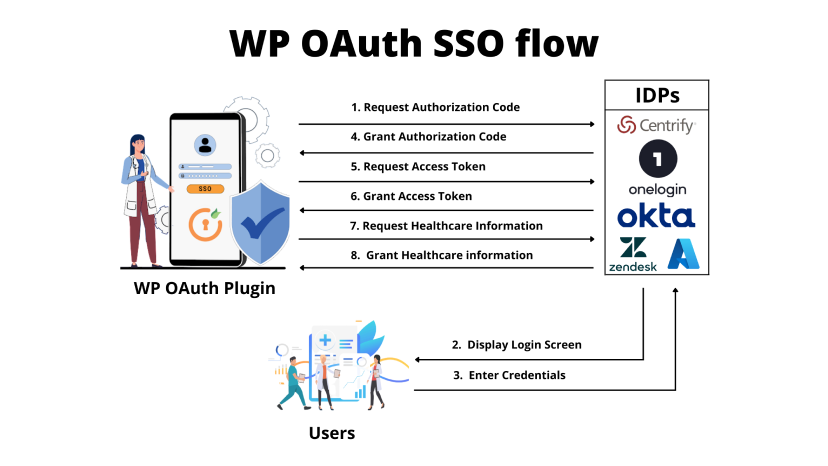 WP OAuth SSO flow
IDPs
1. Request Authorization Code
Centrify
4. Grant Authorization Code
1
5. Request Access Token
onelogin
SSO
6. Grant Access Token
okta
7. Request Healthcare Information
8. Grant Healthcare information
zendesk
WP OAuth Plugin
2. Display Login Screen
3. Enter Credentials
Users